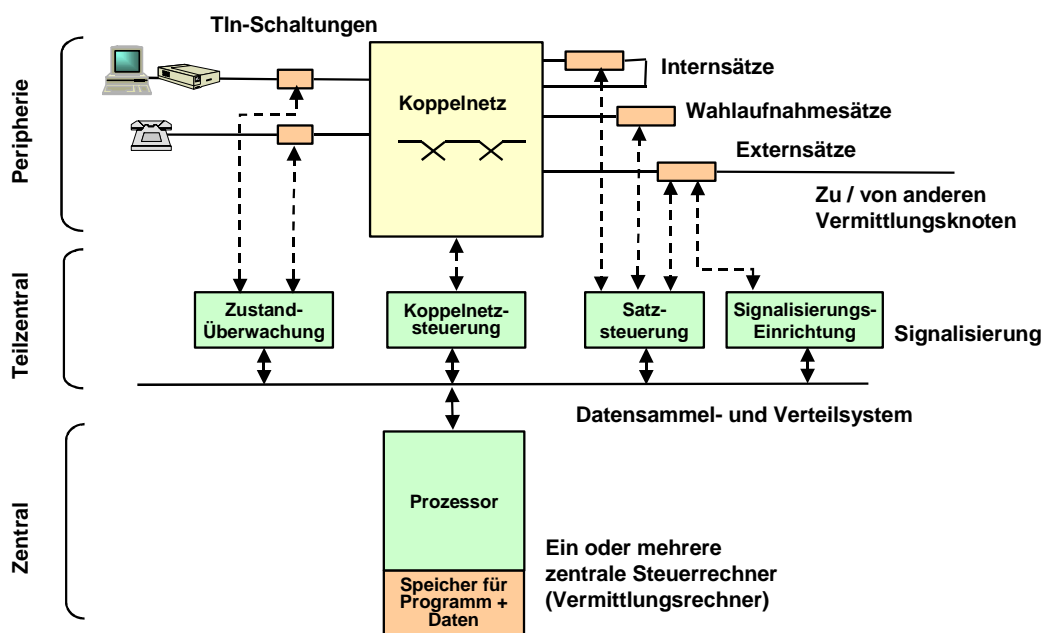 Tln-Schaltungen
Peripherie
Koppelnetz
Internsätze
Wahlaufnahmesätze
Externsätze
Zu / von anderen
Vermittlungsknoten
Teilzentral
Zustand-
Überwachung
Koppelnetz-
steuerung
Satz-
steuerung
Signalisierungs-
Einrichtung
Signalisierung
Datensammel- und Verteilsystem
Zentral
Prozessor
Speicher für
Programm +
Daten
Ein oder mehrere
zentrale Steuerrechner
(Vermittlungsrechner)